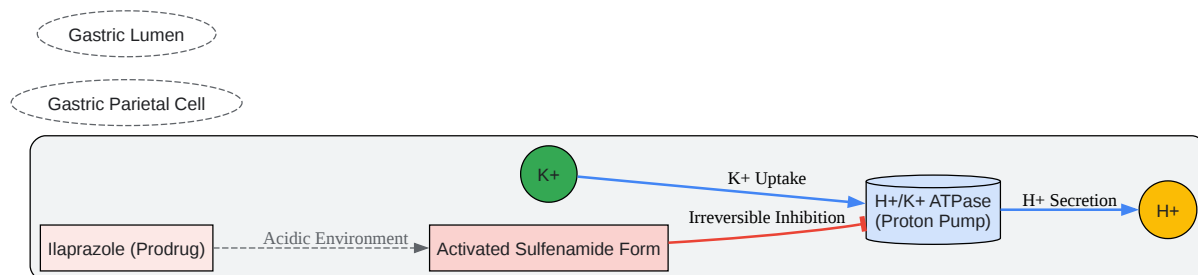 Gastric Lumen
Gastric Parietal Cell
K+
K+ Uptake
H+/K+ ATPase
(Proton Pump)
H+ Secretion
H+
Irreversible Inhibition
Ilaprazole (Prodrug)
Acidic Environment
Activated Sulfenamide Form